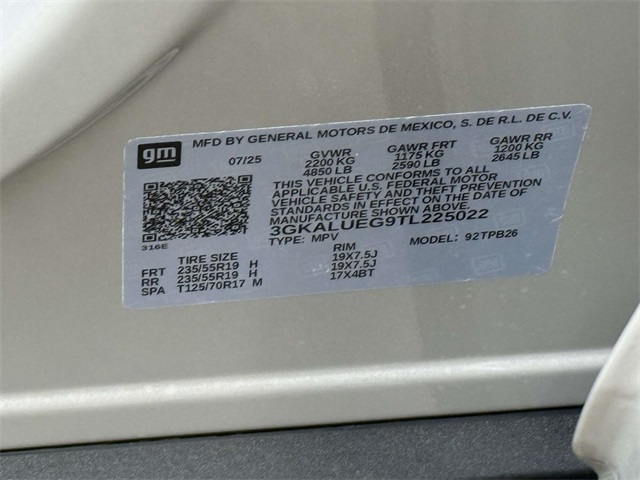 gm
MFD BY GENERAL MOTORS DE MEXICO, S. DE R.L. DE C.V.
07/25 GVWR GAWR FRT GAWR RR
2200 KG 1175 KG 1200 KG
4850 LB 2590 LB 2645 LB
THIS VEHICLE CONFORMS TO ALL
APPLICABLE U.S. FEDERAL MOTOR
VEHICLE SAFETY AND THEFT PREVENTION
STANDARDS IN EFFECT ON THE DATE OF
MANUFACTURE SHOWN ABOVE.
3GKALUEG9TL225022
316E
TYPE: MPV MODEL: 92TPB26
TIRE SIZE RIM
FRT 235/55R19 H 19X7.5J
RR 235/55R19 H 19X7.5J
SPA T125/70R17 M 17X4BT